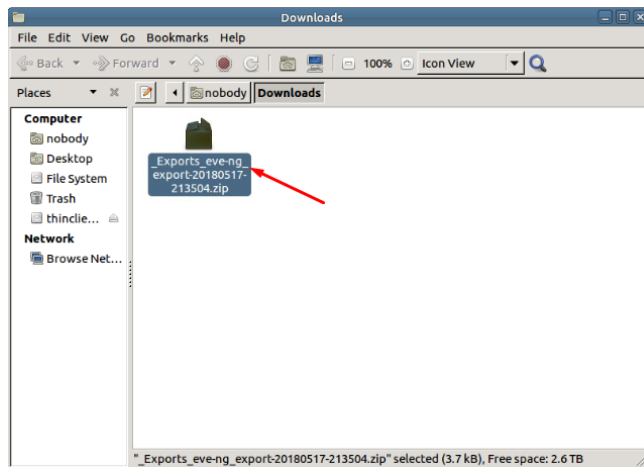 Downloads
File Edit View Go Bookmarks Help
Back Forward 100% Icon View
Places nobody Downloads
Computer
nobody
Desktop
File System
Trash
thinclie...
Network
Browse Net...
_Exports_eve-ng_
export-20180517-
213504.zip
"_Exports_eve-ng_export-20180517-213504.zip" selected (3.7 kB), Free space: 2.6 TB